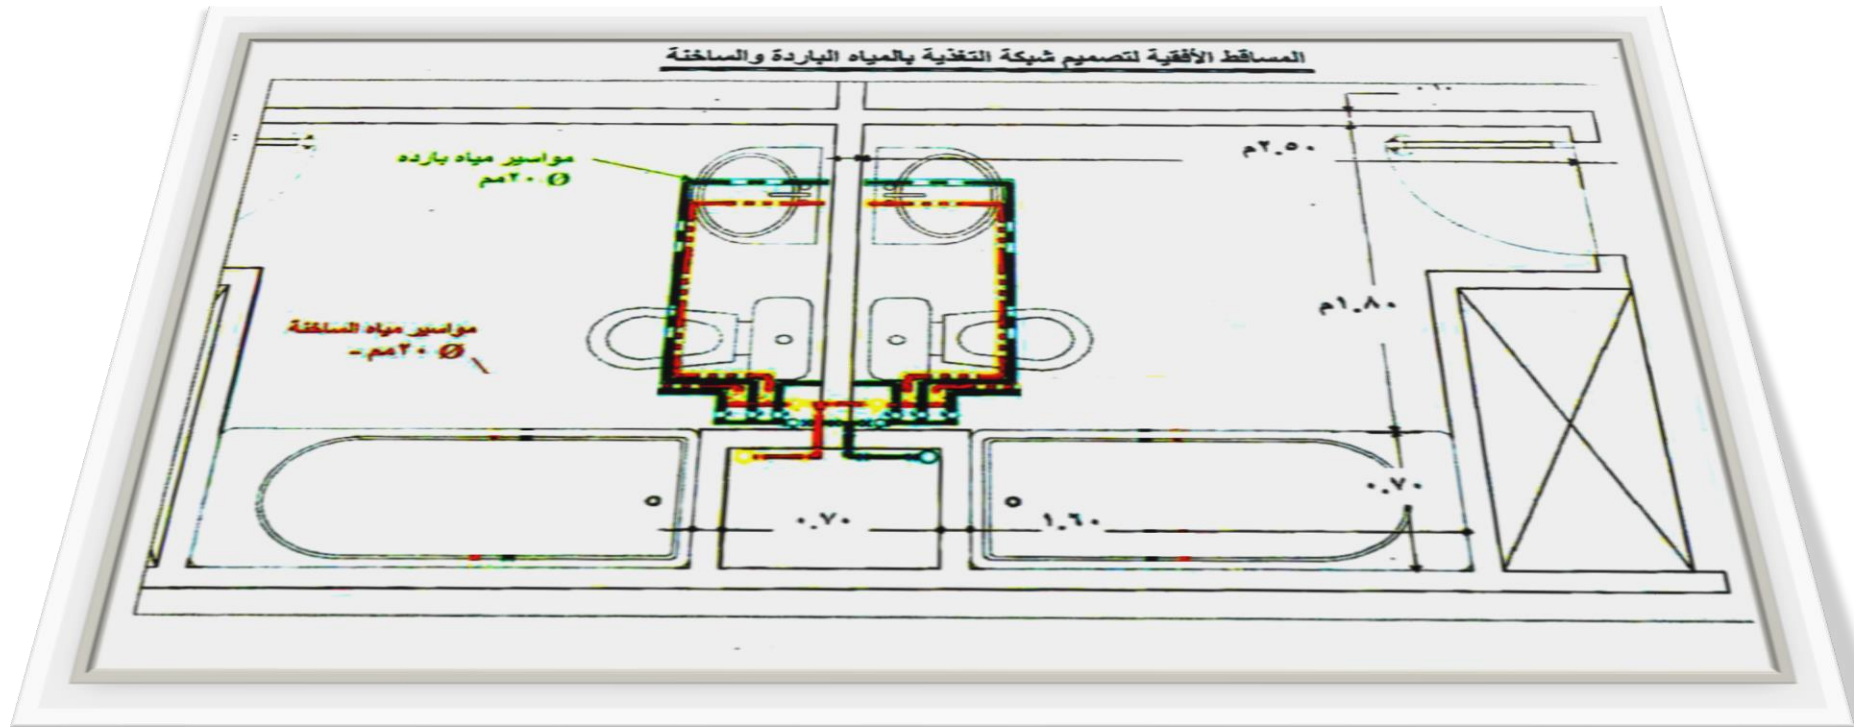 المساقط الأفقية لتصميم شبكة التغذية بالمياه الباردة والساخنة
مواسير مياه بارده
Ø ٢٠مم
٢.٥٠م
مواسير مياه الساخنة
Ø ٢٠مم
١.٨٠م
٠.٧٠
٠.٧٠
١.٦٠